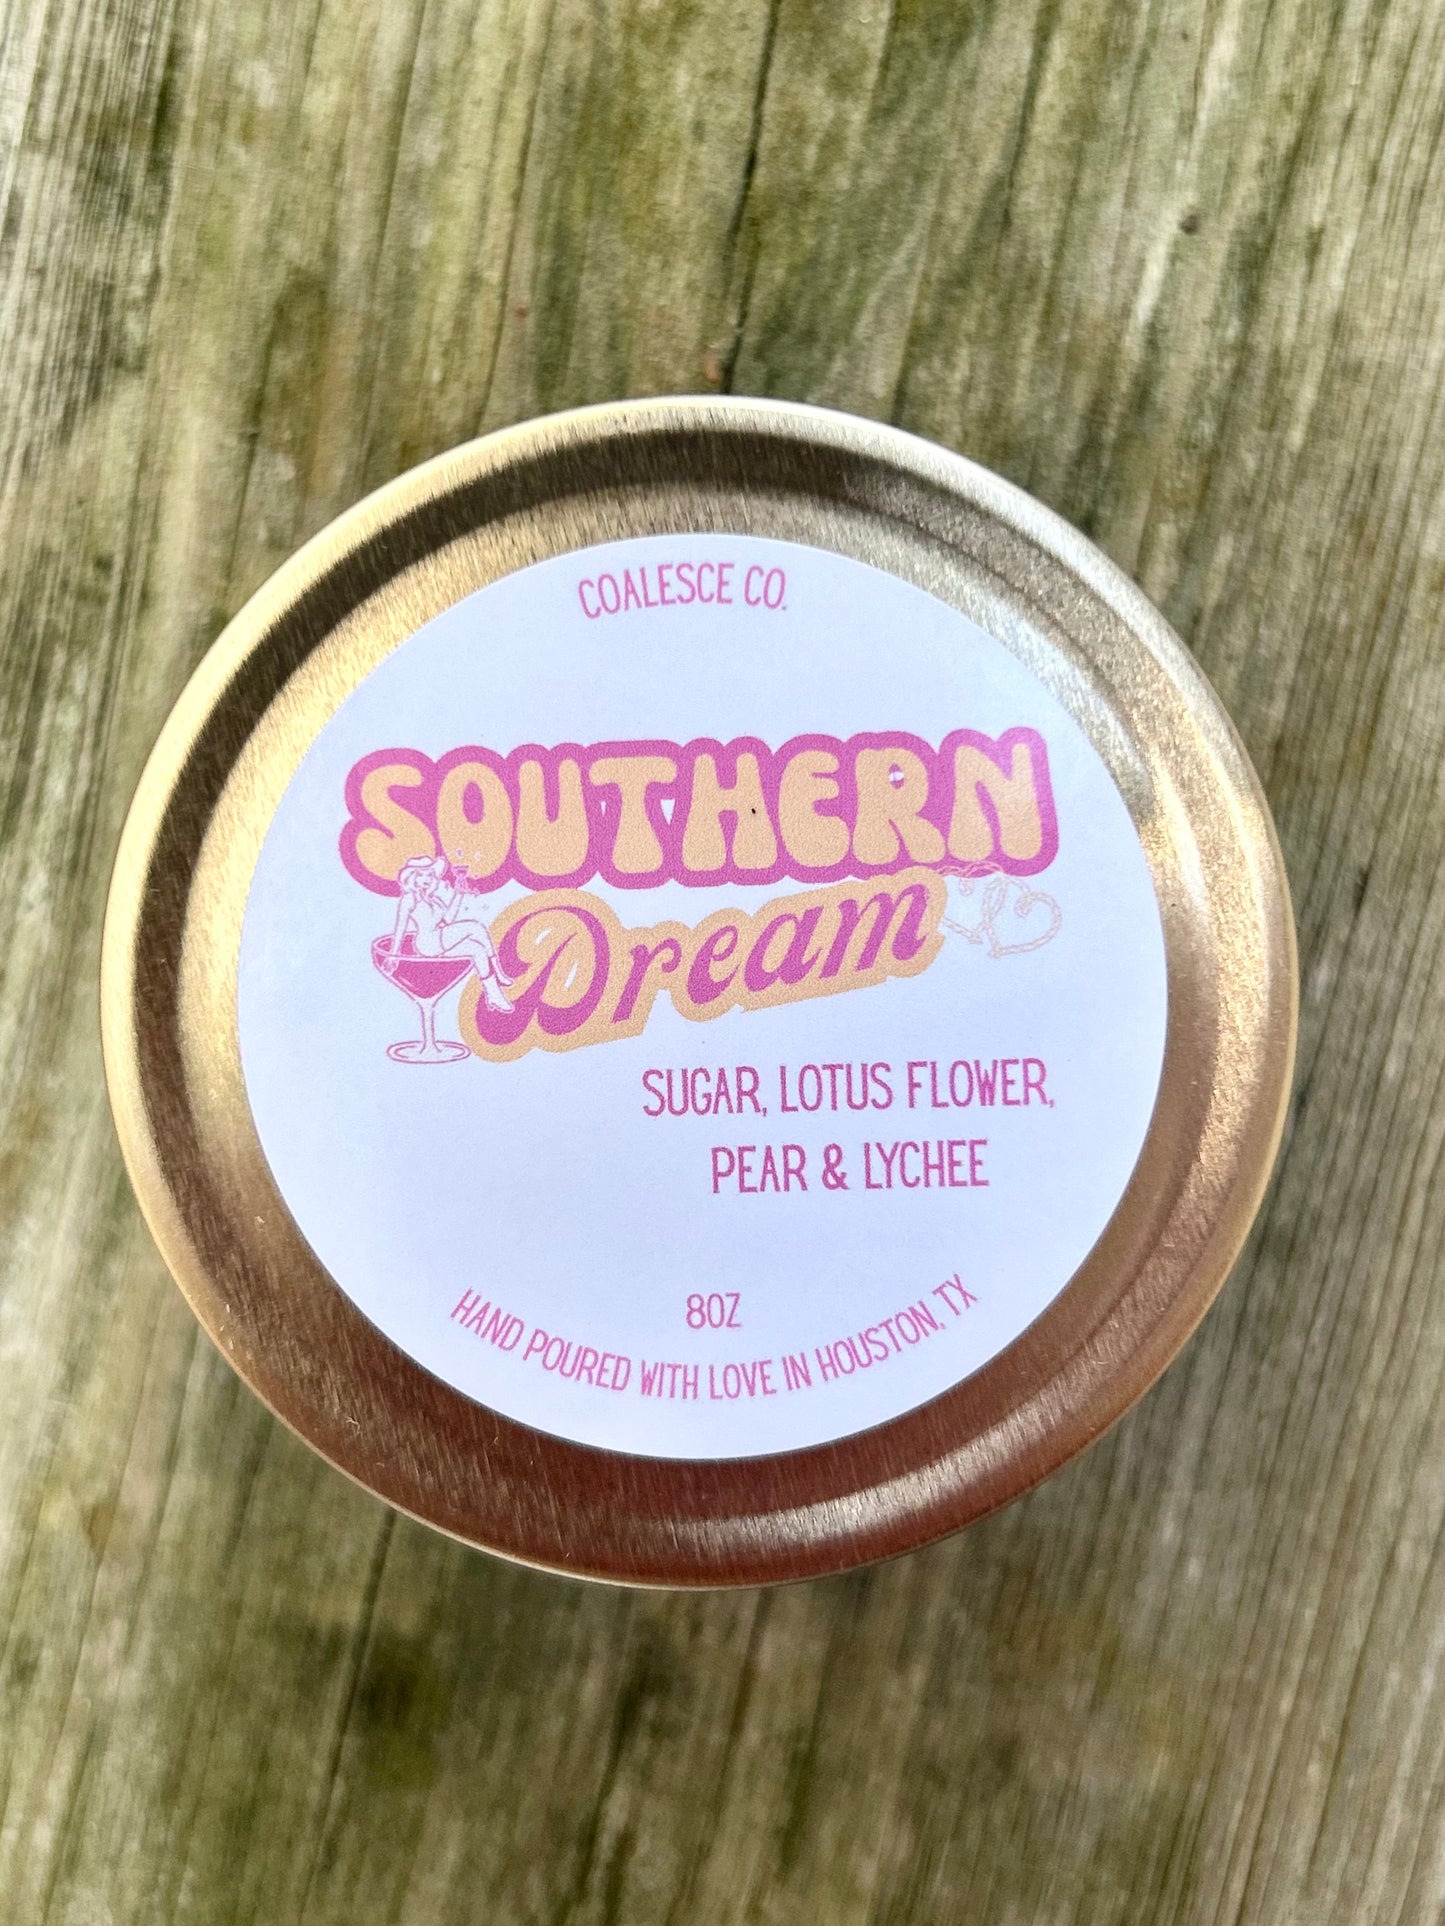 COALESCE CO.
SOUTHERN
Dream
SUGAR, LOTUS FLOWER,
PEAR & LYCHEE
8OZ
HAND POURED WITH LOVE IN HOUSTON, TX